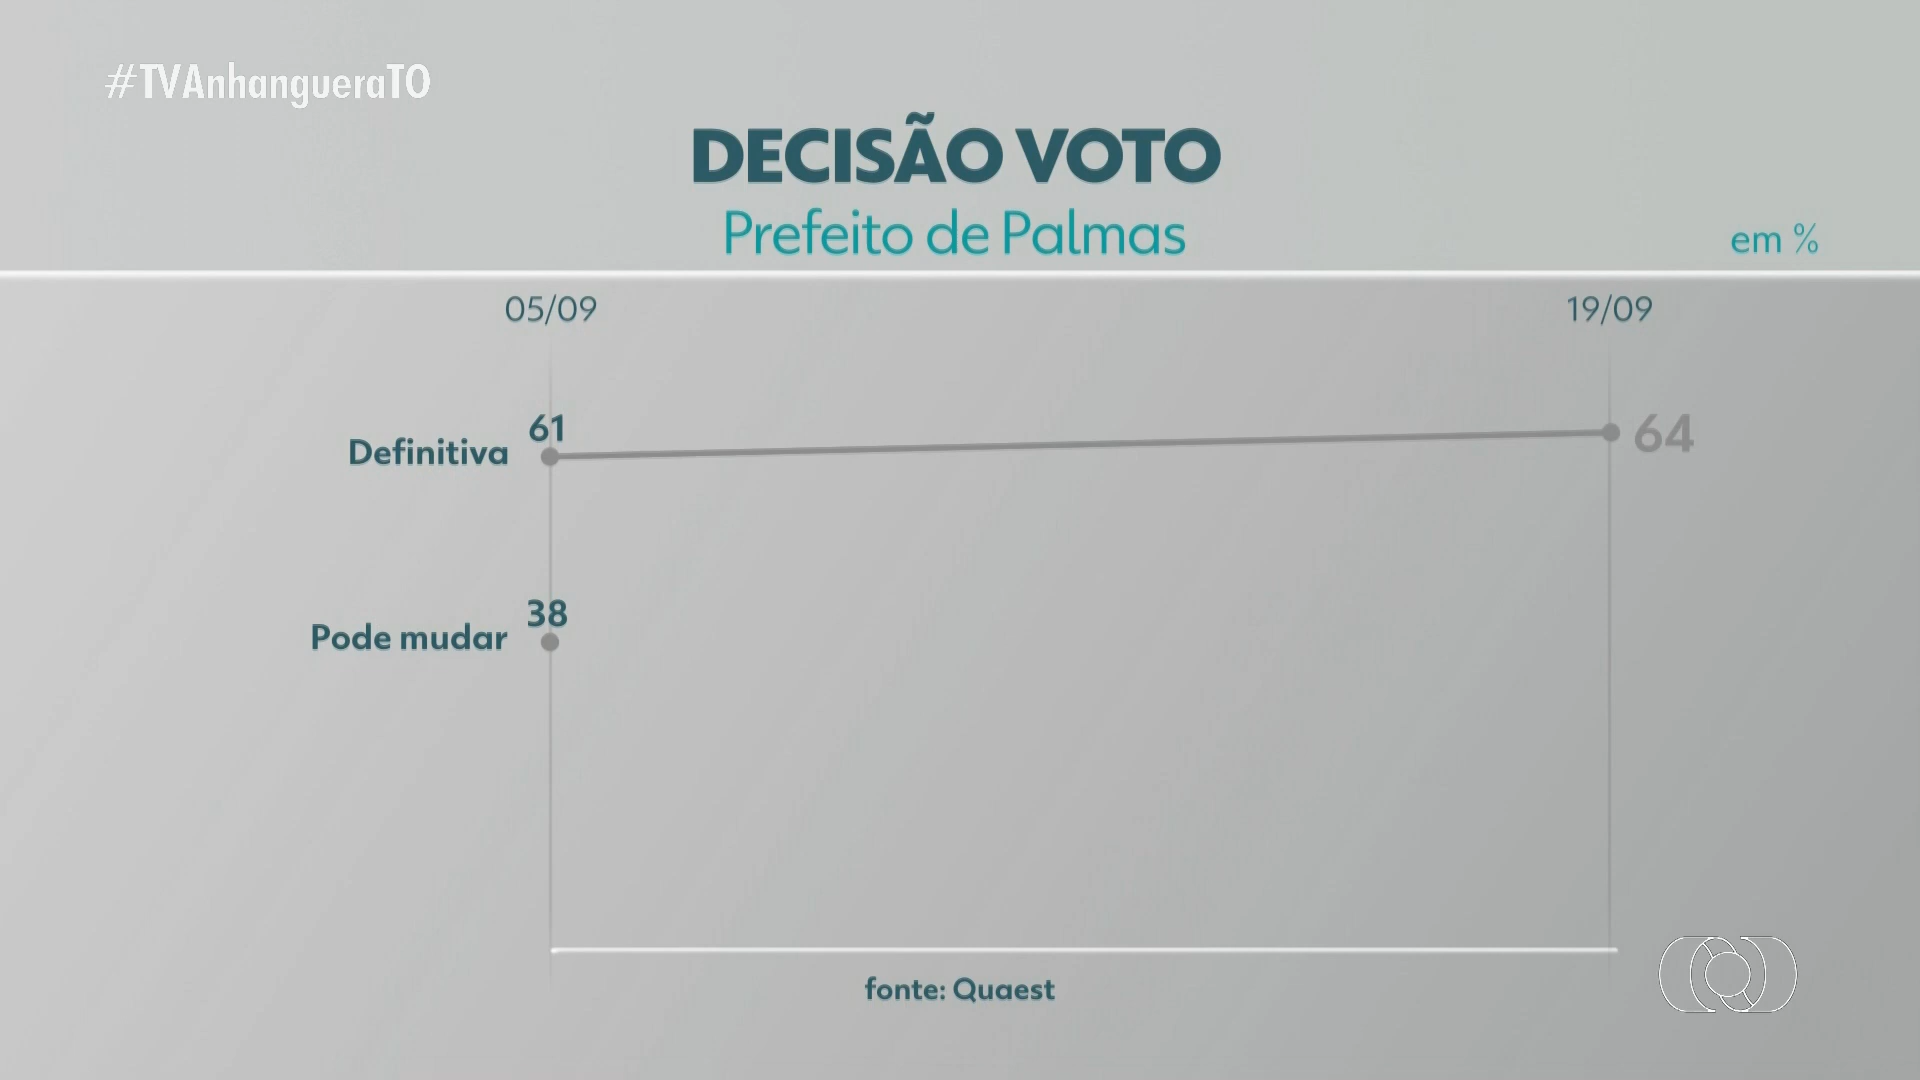 #TVAnhangueraTO
DECISÃO VOTO
Prefeito de Palmas
em %
05/09
19/09
61
64
Definitiva
38
Pode mudar
fonte: Quaest